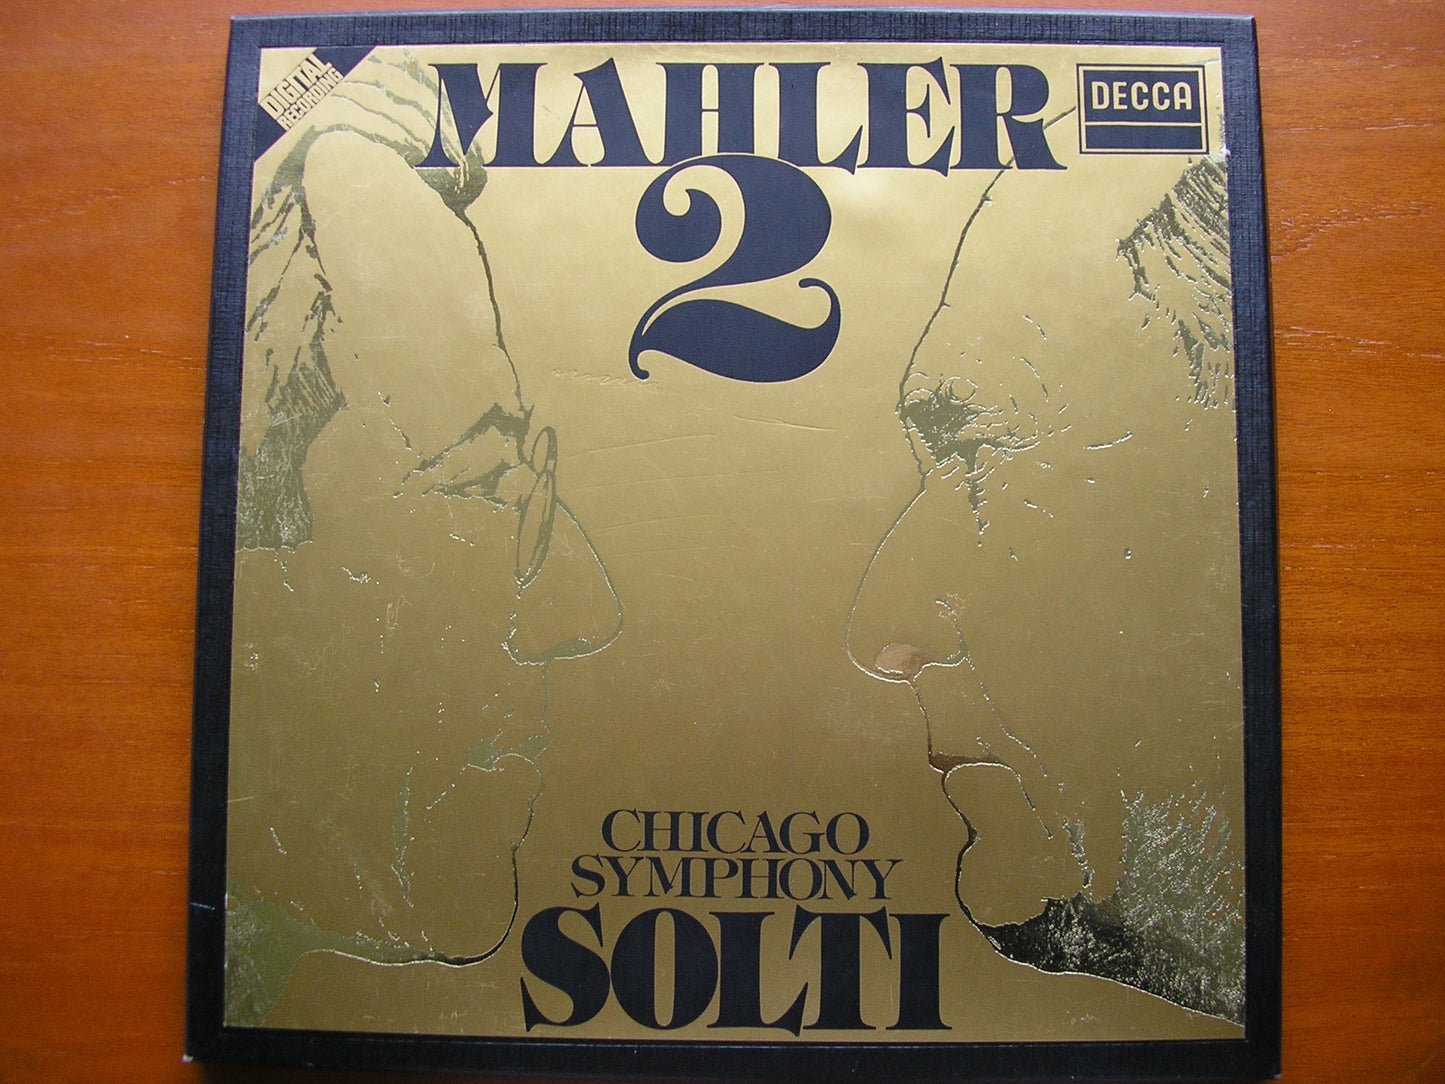 DIGITAL
RECORDING
MAHLER
DECCA
2
CHICAGO
SYMPHONY
SOLTI